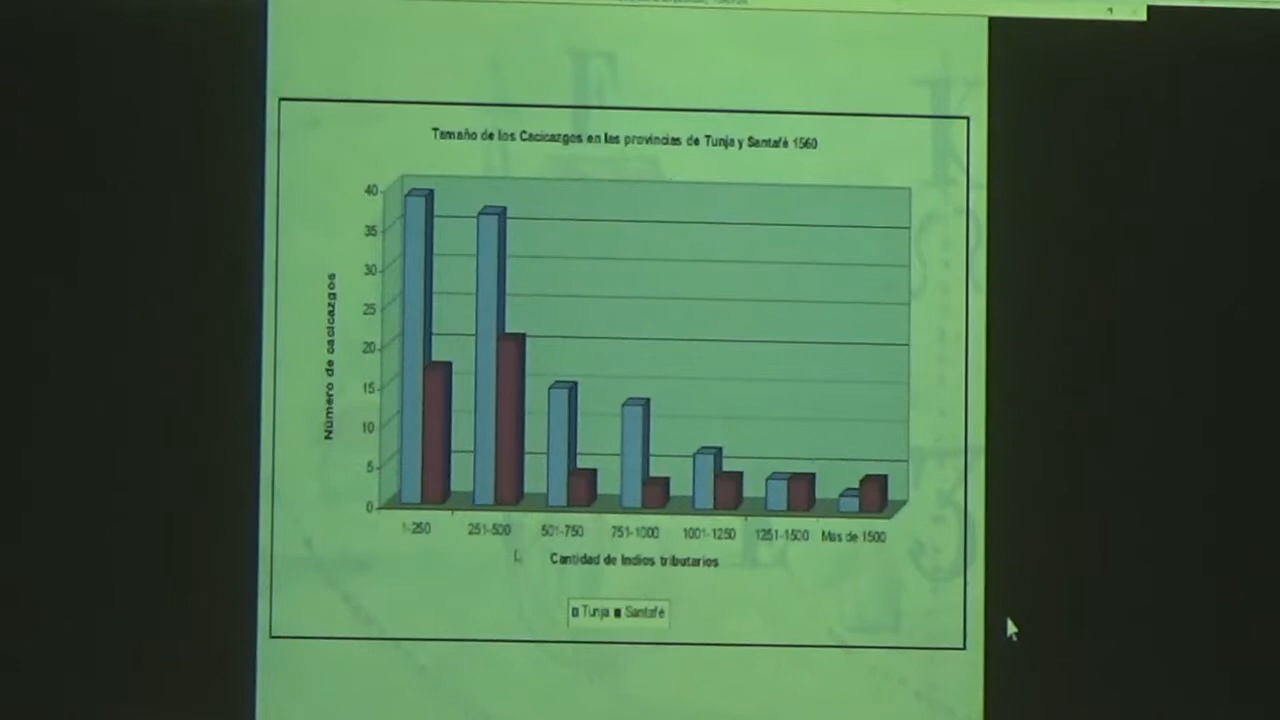 Tamaño de los Cacicazgos en las provincias de Tunja y Santafé 1560
Número de cacicazgos
40
35
30
25
20
15
10
5
0
1-250 251-500 501-750 751-1000 1001-1250 1251-1500 Mas de 1500
Cantidad de Indios tributarios
Tunja Santafé